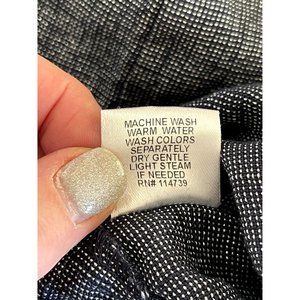 MACHINE WASH
WARM WATER
WASH COLORS
SEPARATELY
DRY GENTLE
LIGHT STEAM
IF NEEDED
RN# 114739